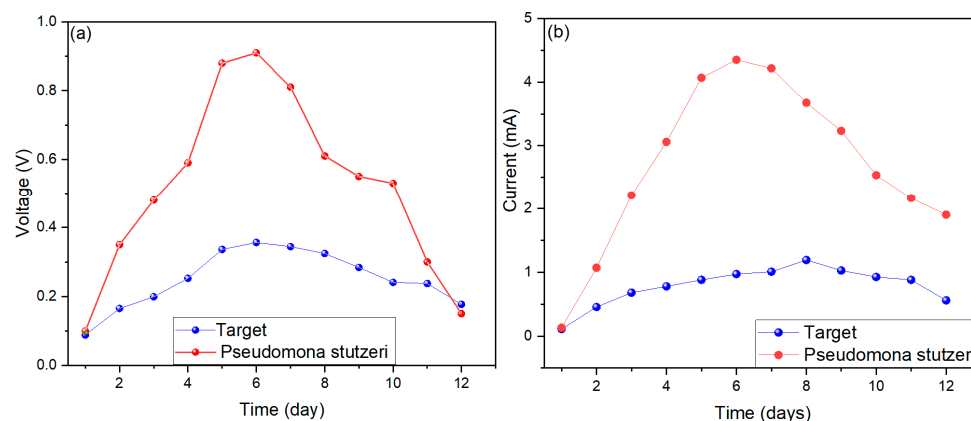 (a)
1.0
0.8
0.6
0.4
0.2
0.0
Voltage (V)
2 4 6 8 10 12
Time (day)
Target
Pseudomona stutzeri
(b)
5
4
3
2
1
0
Current (mA)
2 4 6 8 10 12
Time (days)
Target
Pseudomona stutzeri